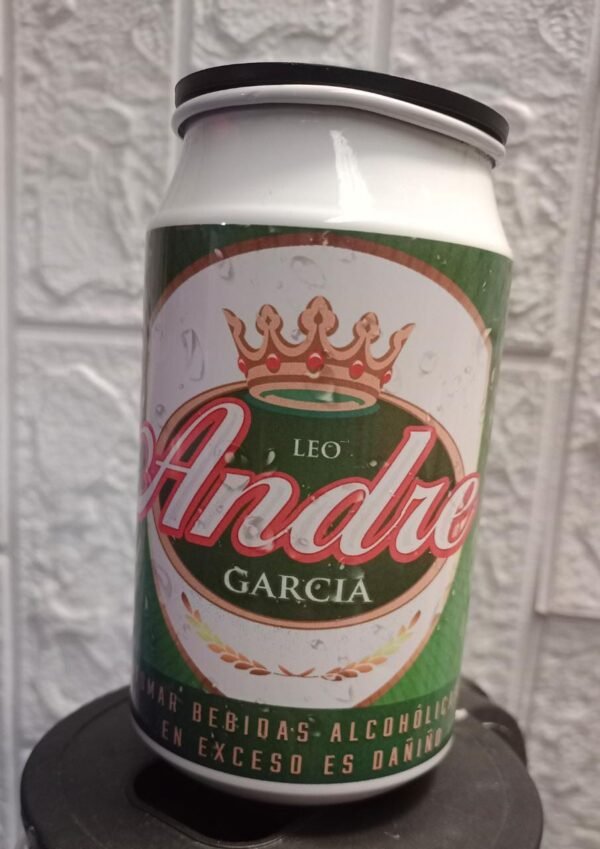 LEO
Andre
GARCIA
BEBIDAS
EN EXCESO ES DAÑINO